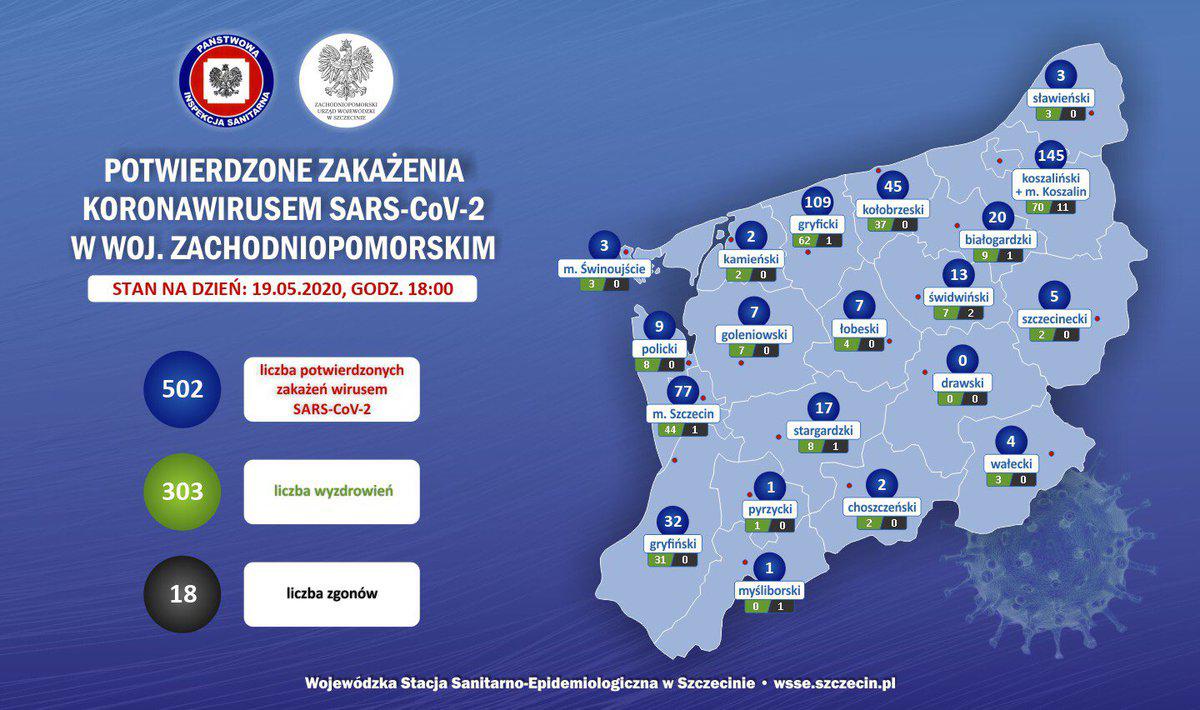 PAŃSTWOWA
INSPEKCJA SANITARNA
ZACHODNIOPOMORSKI
URZĄD WOJEWÓDZKI
W SZCZECINIE
POTWIERDZONE ZAKAŻENIA
KORONAWIRUSEM SARS-CoV-2
W WOJ. ZACHODNIOPOMORSKIM
STAN NA DZIEŃ: 19.05.2020, GODZ. 18:00
502
liczba potwierdzonych
zakażeń wirusem
SARS-CoV-2
303
liczba wyzdrowień
18
liczba zgonów
3
sławieński
3 0
145
koszaliński
+ m. Koszalin
70 11
45
kołobrzeski
37 0
109
gryficki
62 1
20
białogardzki
9 1
2
kamieński
2 0
3
m. Świnoujście
3 0
13
świdwiński
7 2
5
szczecinecki
2 0
7
goleniowski
7 0
7
łobeski
4 0
9
policki
8 0
0
drawski
0 0
77
m. Szczecin
44 1
17
stargardzki
8 1
4
wałecki
3 0
1
pyrzycki
1 0
2
choszczeński
2 0
32
gryfiński
31 0
1
myśliborski
0 1
Wojewódzka Stacja Sanitarno-Epidemiologiczna w Szczecinie • wsse.szczecin.pl